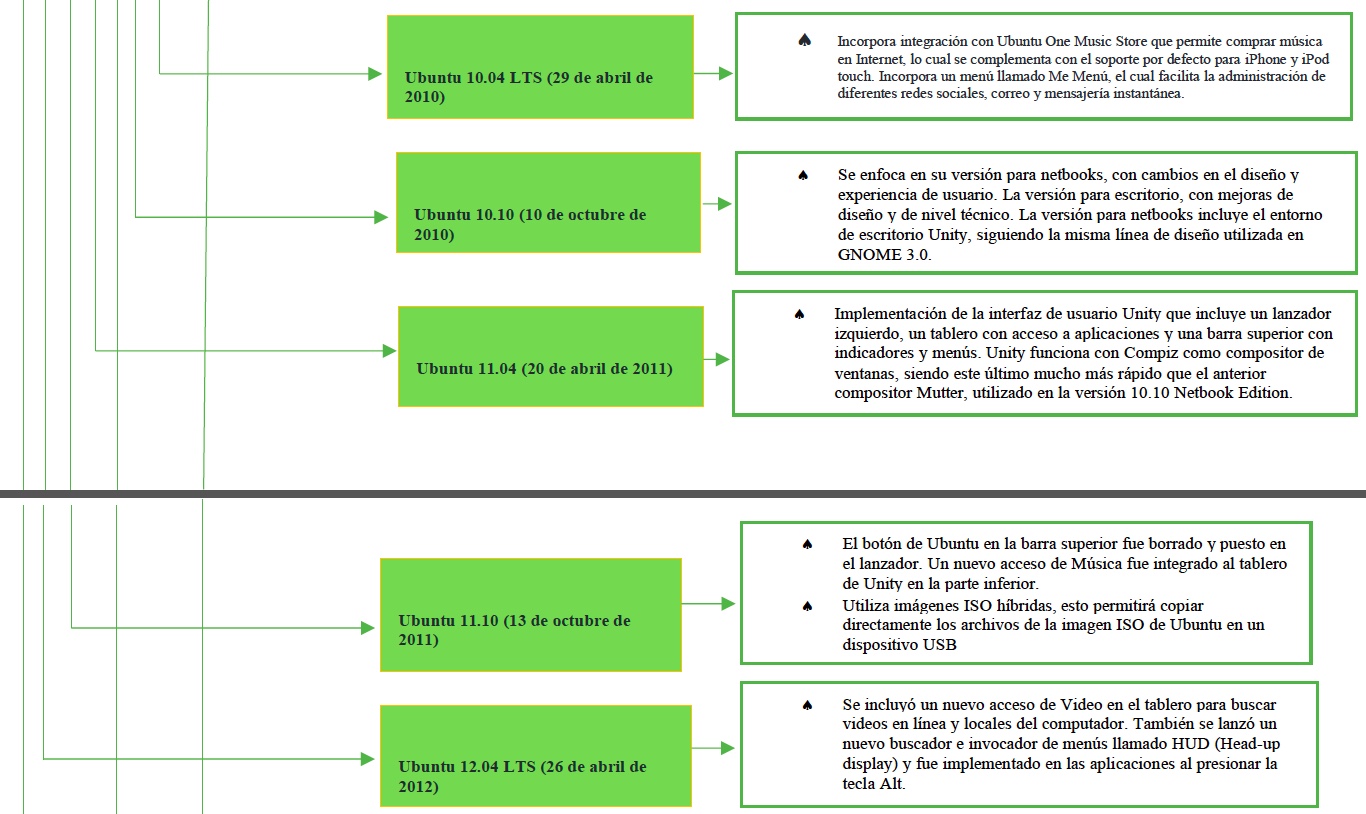 Ubuntu 10.04 LTS (29 de abril de
2010)
♠ Incorpora integración con Ubuntu One Music Store que permite comprar música
en Internet, lo cual se complementa con el soporte por defecto para iPhone y iPod
touch. Incorpora un menú llamado Me Menú, el cual facilita la administración de
diferentes redes sociales, correo y mensajería instantánea.
Ubuntu 10.10 (10 de octubre de
2010)
♠ Se enfoca en su versión para netbooks, con cambios en el diseño y
experiencia de usuario. La versión para escritorio, con mejoras de
diseño y de nivel técnico. La versión para netbooks incluye el entorno
de escritorio Unity, siguiendo la misma línea de diseño utilizada en
GNOME 3.0.
Ubuntu 11.04 (20 de abril de 2011)
♠ Implementación de la interfaz de usuario Unity que incluye un lanzador
izquierdo, un tablero con acceso a aplicaciones y una barra superior con
indicadores y menús. Unity funciona con Compiz como compositor de
ventanas, siendo este último mucho más rápido que el anterior
compositor Mutter, utilizado en la versión 10.10 Netbook Edition.
Ubuntu 11.10 (13 de octubre de
2011)
♠ El botón de Ubuntu en la barra superior fue borrado y puesto en
el lanzador. Un nuevo acceso de Música fue integrado al tablero
de Unity en la parte inferior.
♠ Utiliza imágenes ISO híbridas, esto permitirá copiar
directamente los archivos de la imagen ISO de Ubuntu en un
dispositivo USB
Ubuntu 12.04 LTS (26 de abril de
2012)
♠ Se incluyó un nuevo acceso de Video en el tablero para buscar
videos en línea y locales del computador. También se lanzó un
nuevo buscador e invocador de menús llamado HUD (Head-up
display) y fue implementado en las aplicaciones al presionar la
tecla Alt.